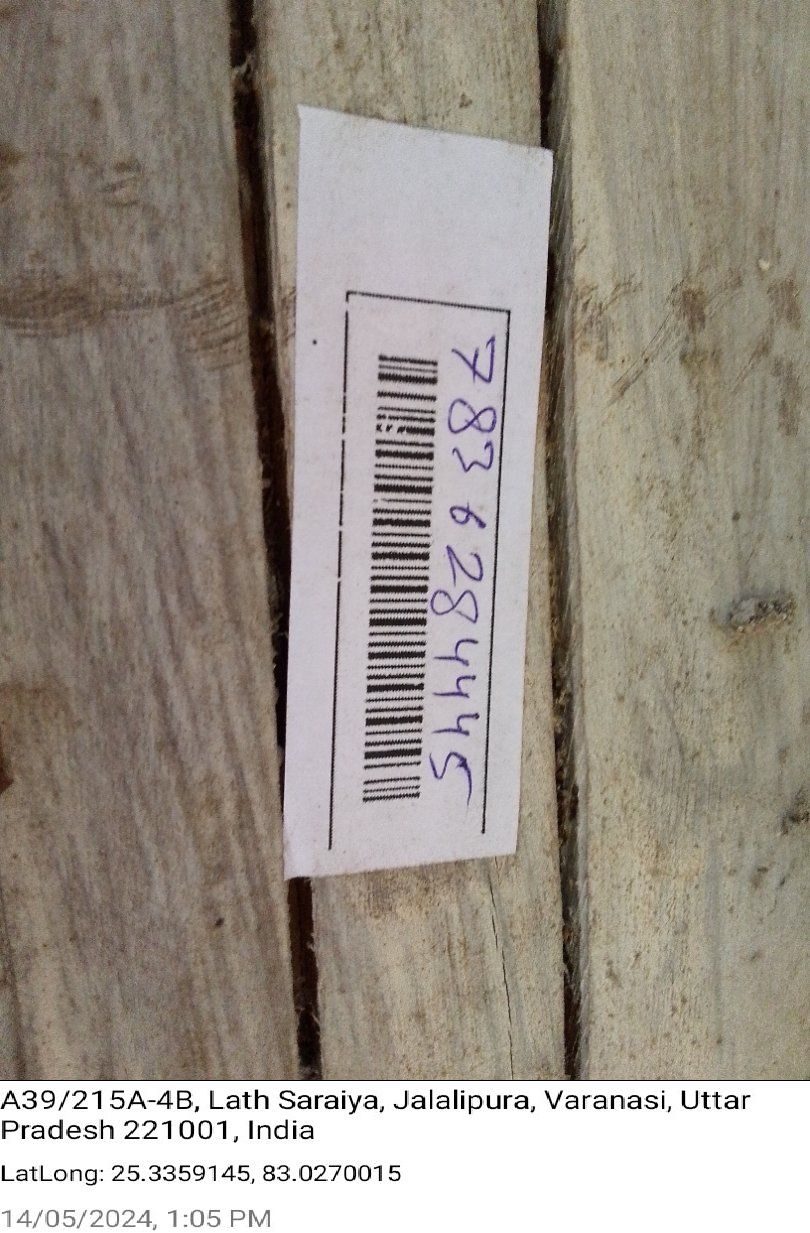 7836284445
A39/215A-4B, Lath Saraiya, Jalalipura, Varanasi, Uttar
Pradesh 221001, India
LatLong: 25.3359145, 83.0270015
14/05/2024, 1:05 PM